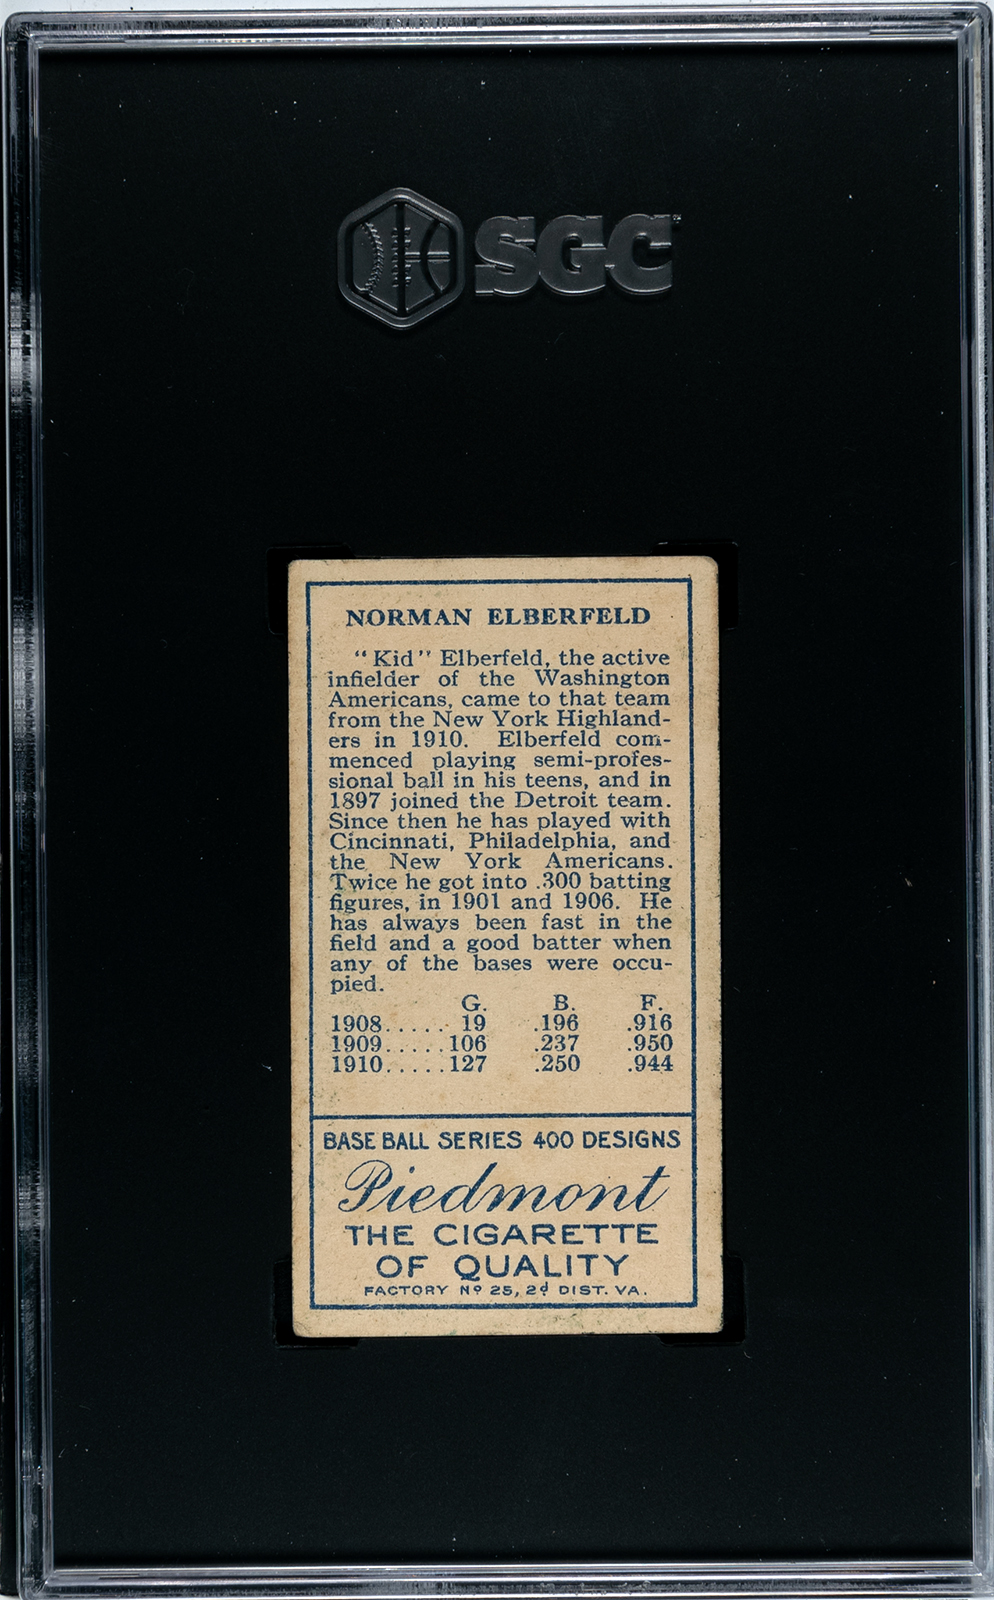 SGC™
NORMAN ELBERFELD
"Kid" Elberfeld, the active
infielder of the Washington
Americans, came to that team
from the New York Highland-
ers in 1910. Elberfeld com-
menced playing semi-profes-
sional ball in his teens, and in
1897 joined the Detroit team.
Since then he has played with
Cincinnati, Philadelphia, and
the New York Americans.
Twice he got into .300 batting
figures, in 1901 and 1906. He
has always been fast in the
field and a good batter when
any of the bases were occu-
pied.
G. B. F.
1908..... 19 .196 .916
1909.....106 .237 .950
1910.....127 .250 .944
BASE BALL SERIES 400 DESIGNS
Piedmont
THE CIGARETTE
OF QUALITY
FACTORY Nº 25, 2d DIST. VA.